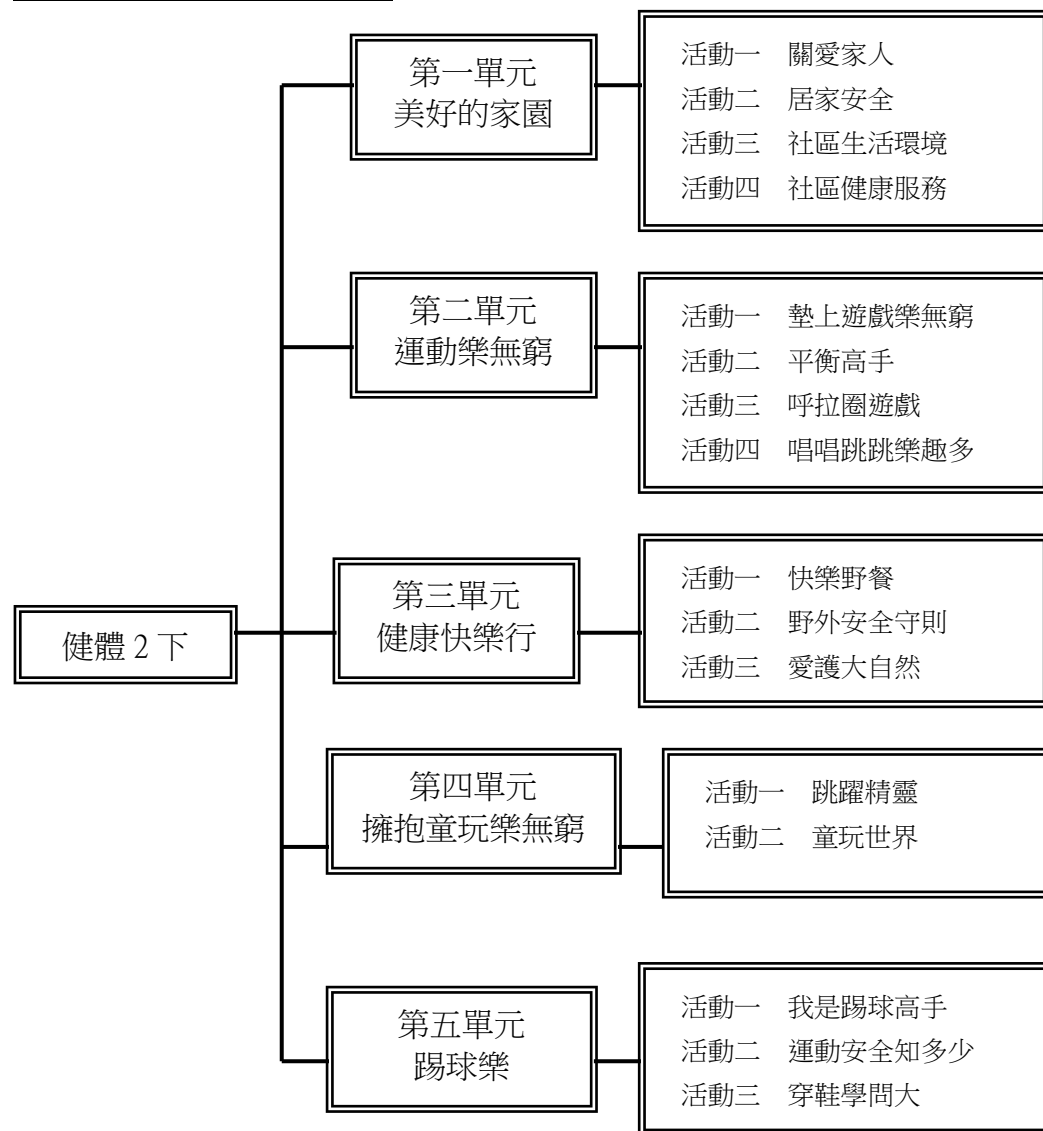 第一單元
美好的家園
活動一　關愛家人
活動二　居家安全
活動三　社區生活環境
活動四　社區健康服務
第二單元
運動樂無窮
活動一　墊上遊戲樂無窮
活動二　平衡高手
活動三　呼拉圈遊戲
活動四　唱唱跳跳樂趣多
健體 2 下
第三單元
健康快樂行
活動一　快樂野餐
活動二　野外安全守則
活動三　愛護大自然
第四單元
擁抱童玩樂無窮
活動一　跳躍精靈
活動二　童玩世界
第五單元
踢球樂
活動一　我是踢球高手
活動二　運動安全知多少
活動三　穿鞋學問大